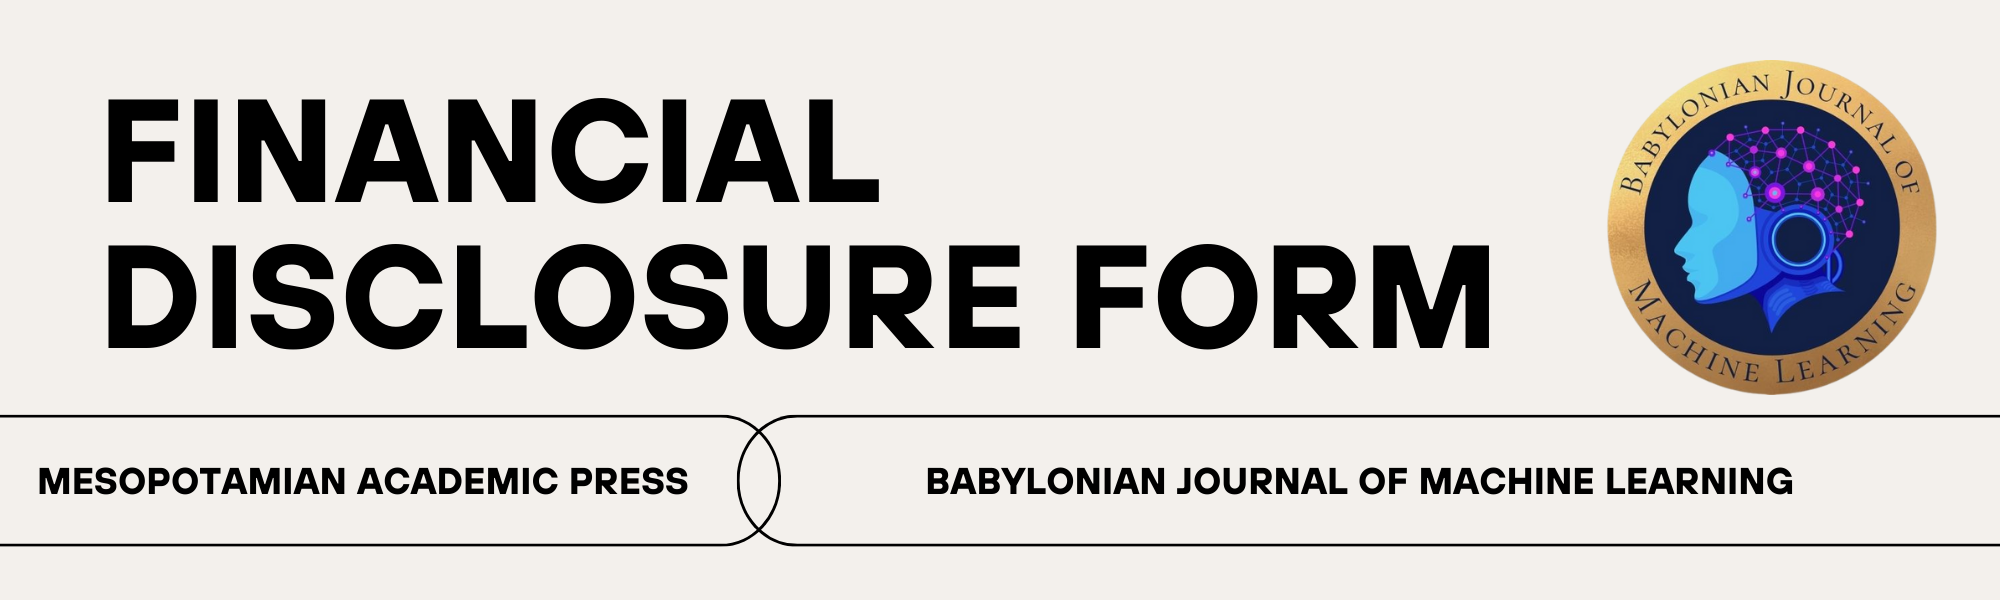 FINANCIAL
DISCLOSURE FORM
BABYLONIAN JOURNAL OF
MACHINE LEARNING
MESOPOTAMIAN ACADEMIC PRESS
BABYLONIAN JOURNAL OF MACHINE LEARNING